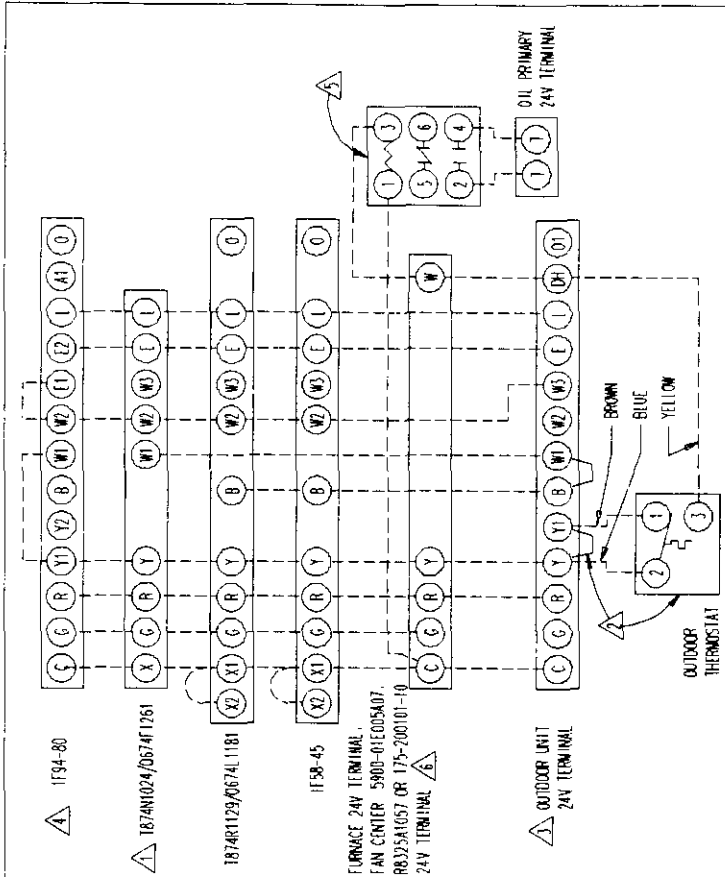 4 1F94-80
C G R Y1 Y2 B W1 W2 E1 E2 L A1 O
1 T874N1024/Q674F1261
X G R Y W1 W2 W3 E L
T874R1129/Q674L1181
X2 X1 G R Y B W2 W3 E L O
1F58-45
X2 X1 G R Y B W2 W3 E L O
FURNACE 24V TERMINAL,
FAN CENTER 5900-01E005A07,
R8325A1057 OR 175-200101-F0
24V TERMINAL 6
C G R Y W
5
1 3
5 6
2 4
T T
OIL PRIMARY
24V TERMINAL
3 OUTDOOR UNIT
24V TERMINAL
C G R Y Y1 B W1 W2 W3 E L DH O1
BROWN
BLUE
YELLOW
2
2 1
3
OUTDOOR
THERMOSTAT